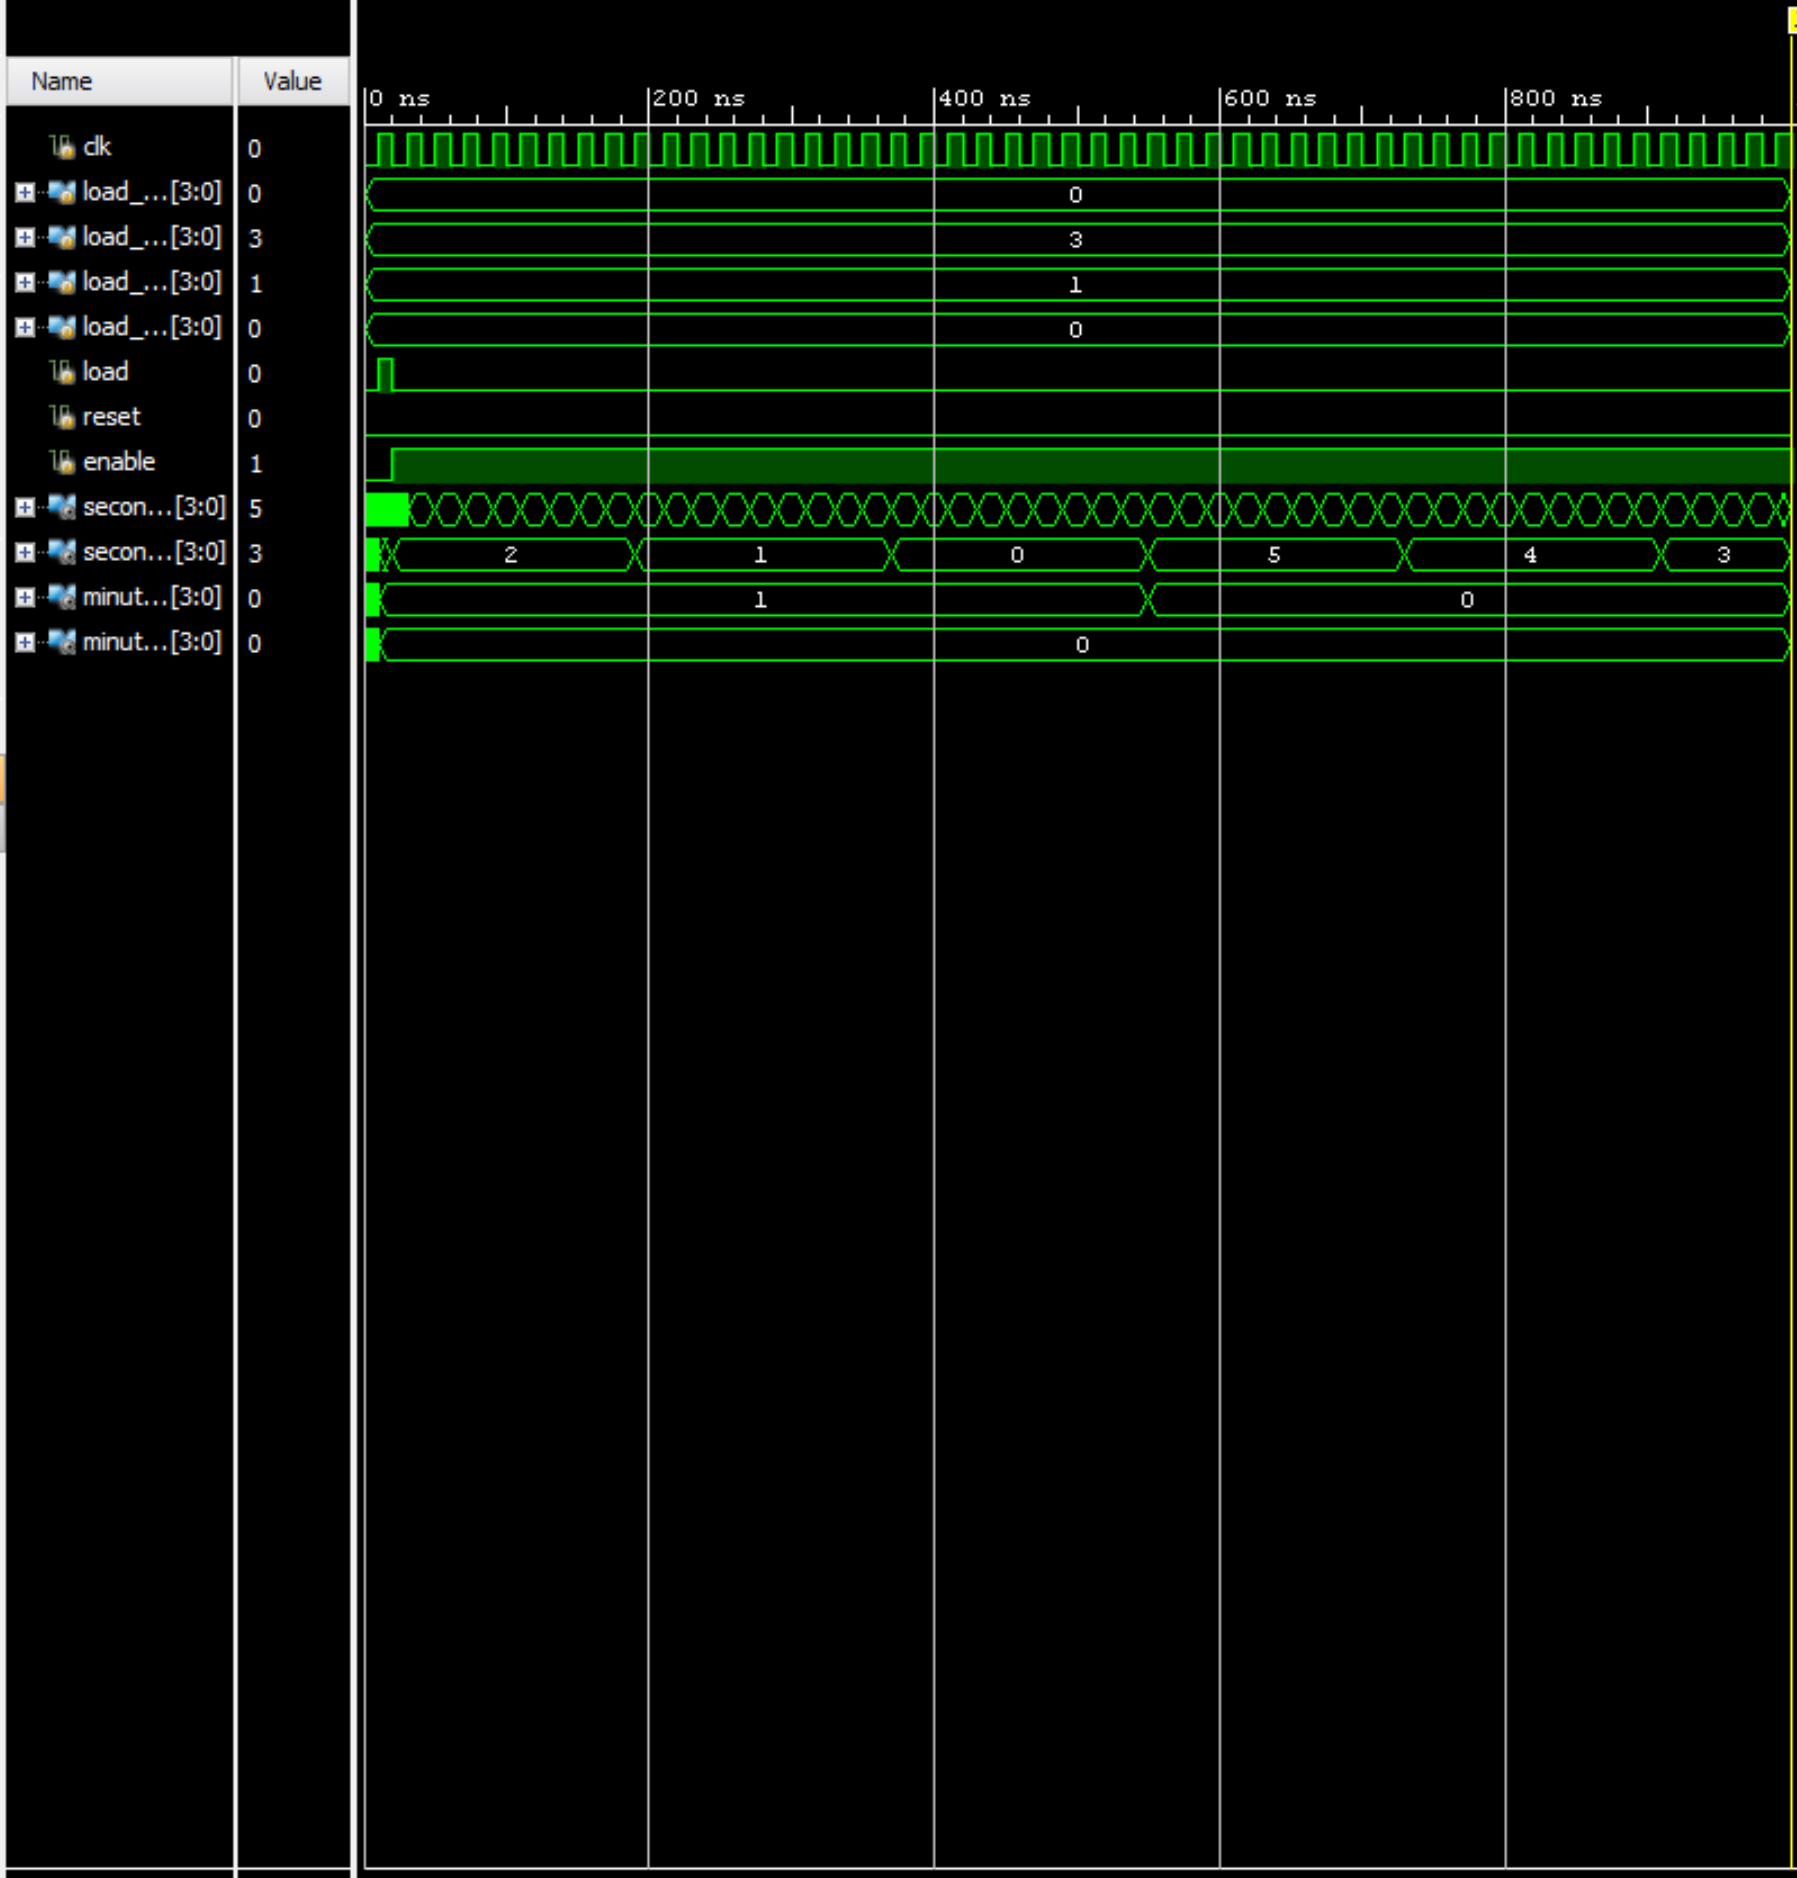 Name Value
0 ns 200 ns 400 ns 600 ns 800 ns
clk 0
load_...[3:0] 0 0
load_...[3:0] 3 3
load_...[3:0] 1 1
load_...[3:0] 0 0
load 0
reset 0
enable 1
secon...[3:0] 5
secon...[3:0] 3 2 1 0 5 4 3
minut...[3:0] 0 1 0
minut...[3:0] 0 0